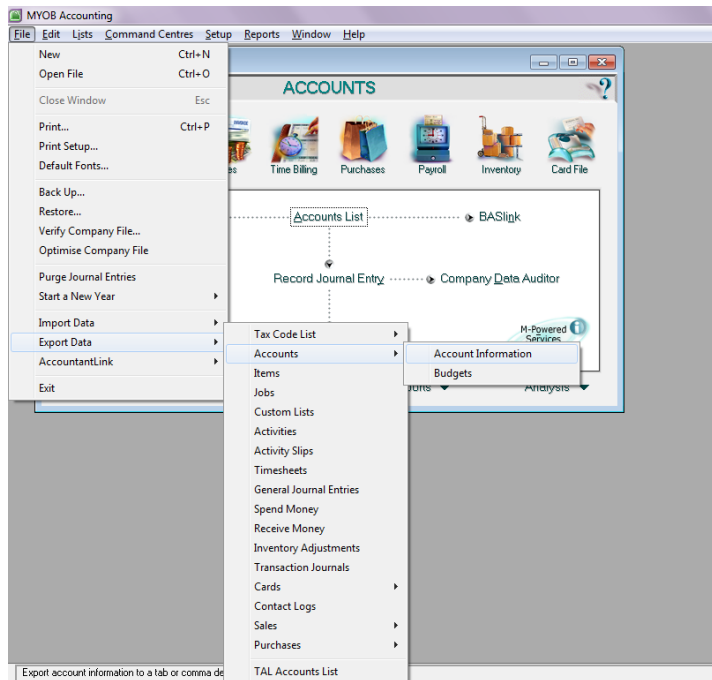 MYOB Accounting
File Edit Lists Command Centres Setup Reports Window Help
New Ctrl+N
Open File Ctrl+O
Close Window Esc
Print... Ctrl+P
Print Setup...
Default Fonts...
Back Up...
Restore...
Verify Company File...
Optimise Company File
Purge Journal Entries
Start a New Year
Import Data
Export Data
AccountantLink
Exit
ACCOUNTS
INVOICE
Time Billing Purchases Payroll Inventory Card File
Accounts List BASlink
Record Journal Entry Company Data Auditor
M-Powered
Services
Analysis
Tax Code List
Accounts
Items
Jobs
Custom Lists
Activities
Activity Slips
Timesheets
General Journal Entries
Spend Money
Receive Money
Inventory Adjustments
Transaction Journals
Cards
Contact Logs
Sales
Purchases
TAL Accounts List
Account Information
Budgets
Export account information to a tab or comma de